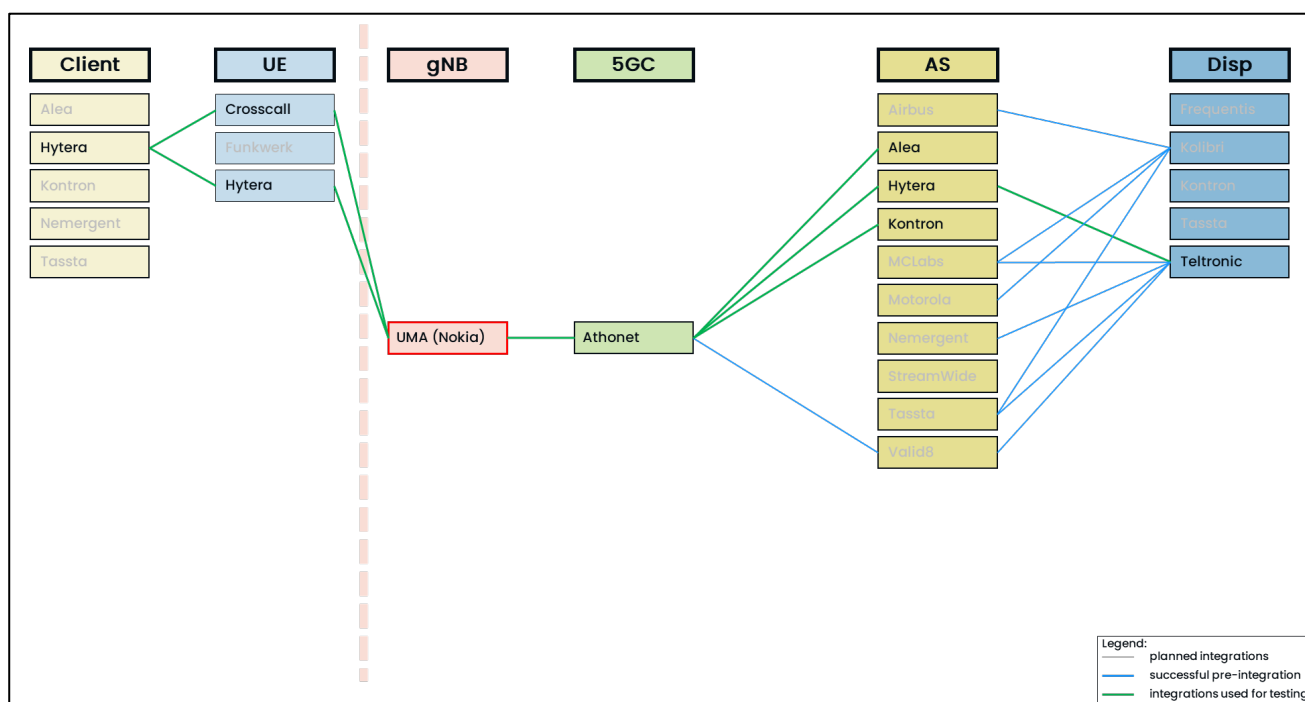 Client
UE
gNB
5GC
AS
Disp
Alea
Hytera
Kontron
Nemergent
Tassta
Crosscall
Funkwerk
Hytera
UMA (Nokia)
Athonet
Airbus
Alea
Hytera
Kontron
MCLabs
Motorola
Nemergent
StreamWide
Tassta
Valid8
Frequentis
Kolibri
Kontron
Tassta
Teltronic
Legend:
planned integrations
successful pre-integration
integrations used for testing